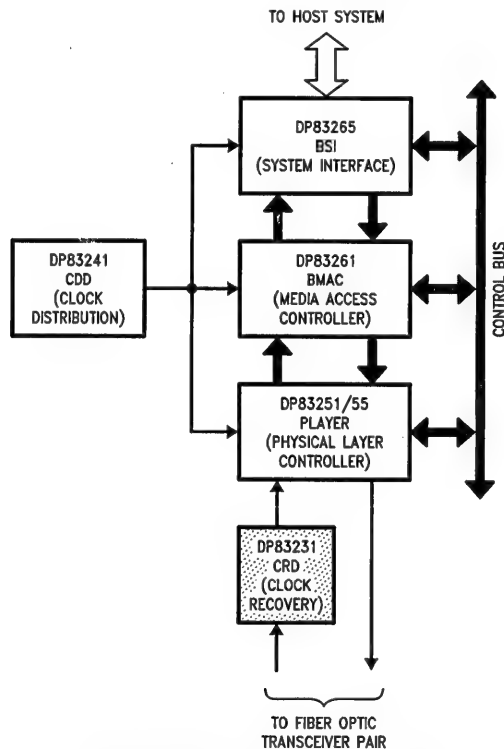 TO HOST SYSTEM
DP83265
BSI
(SYSTEM INTERFACE)
DP83241
CDD
(CLOCK
DISTRIBUTION)
DP83261
BMAC
(MEDIA ACCESS
CONTROLLER)
CONTROL BUS
DP83251/55
PLAYER
(PHYSICAL LAYER
CONTROLLER)
DP83231
CRD
(CLOCK
RECOVERY)
TO FIBER OPTIC
TRANSCEIVER PAIR